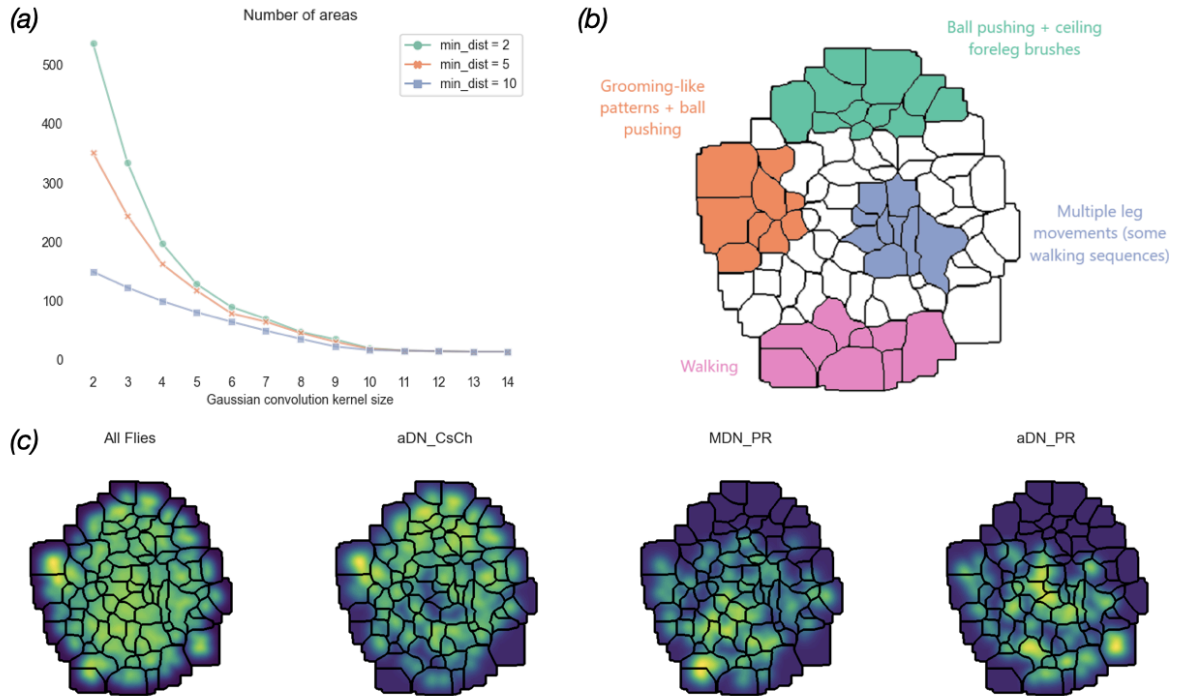 (a)
Number of areas
500
400
300
200
100
0
2 3 4 5 6 7 8 9 10 11 12 13 14
Gaussian convolution kernel size
min_dist = 2
min_dist = 5
min_dist = 10
(b)
Ball pushing + ceiling
foreleg brushes
Grooming-like
patterns + ball
pushing
Multiple leg
movements (some
walking sequences)
Walking
(c)
All Flies
aDN_CsCh
MDN_PR
aDN_PR